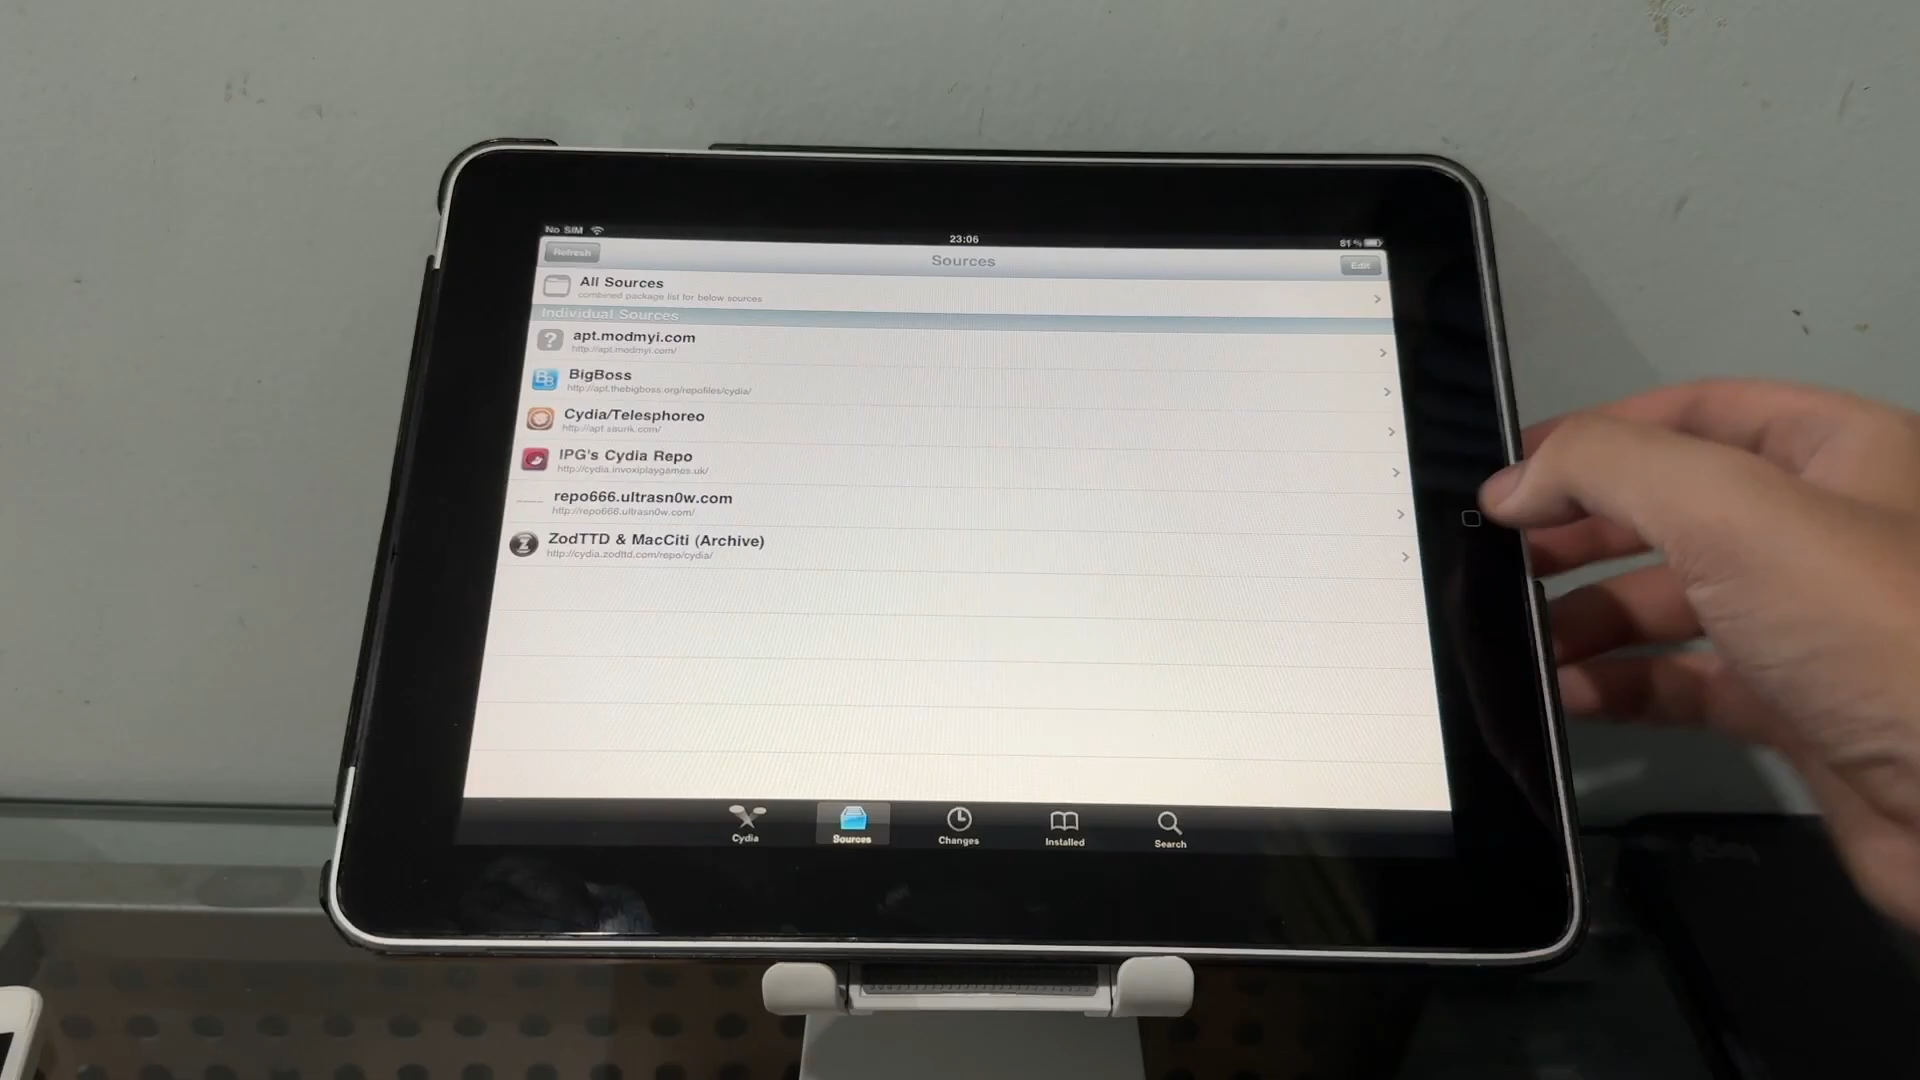 No SIM
23:06
81%
Refresh
Sources
Edit
All Sources
combined package list for below sources
Individual Sources
?
apt.modmyi.com
http://apt.modmyi.com/
BB
BigBoss
http://apt.thebigboss.org/repofiles/cydia/
Cydia/Telesphoreo
http://apt.saurik.com/
IPG's Cydia Repo
http://cydia.invoxiplaygames.uk/
repo666.ultrasn0w.com
http://repo666.ultrasn0w.com/
Z
ZodTTD & MacCiti (Archive)
http://cydia.zodttd.com/repo/cydia/
Cydia
Sources
Changes
Installed
Search